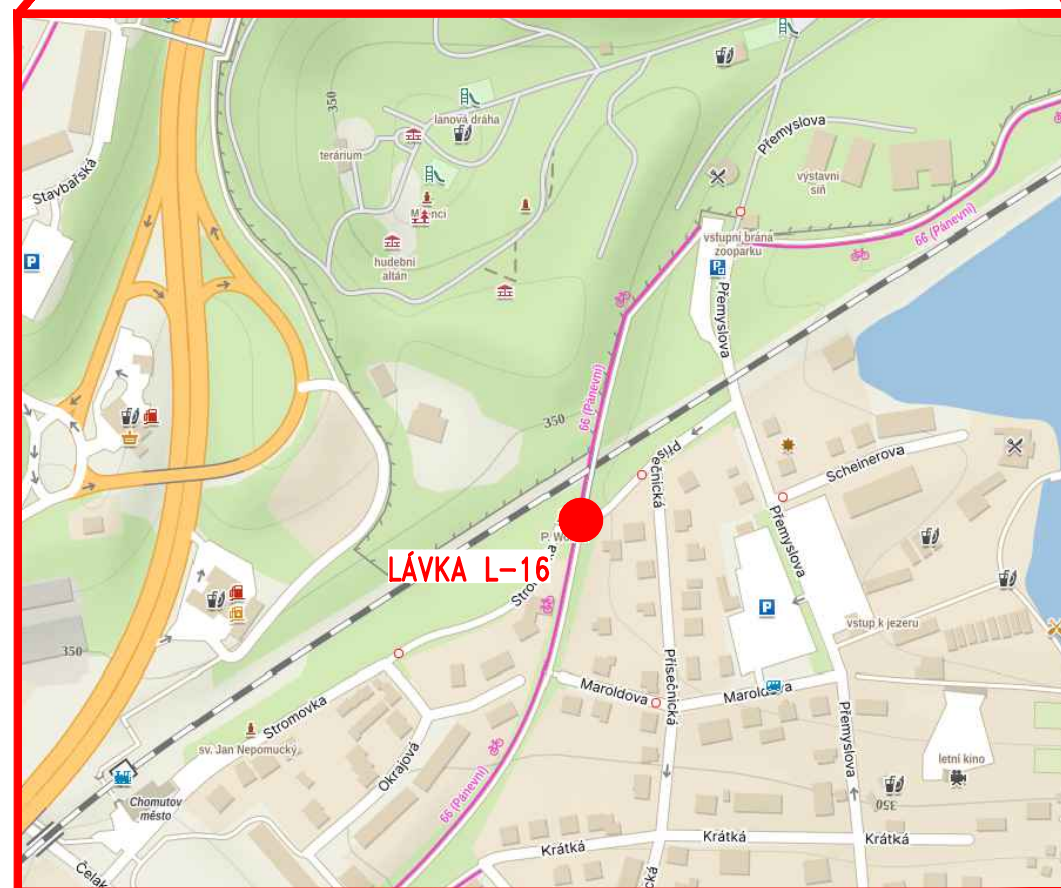 Stavbařská
350
lanová dráha
terárium
hudební
altán
Přemyslova
výstavní
síň
vstupní brána
zooparku
66 (Pánevní)
P
P
Přemyslova
66 (Pánevní)
350
Přísečnická
Scheinerova
Přemyslova
LÁVKA L-16
P
vstup k jezeru
350
Maroldova
Maroldova
Přísečnická
Stromovka
sv. Jan Nepomucký
Okrajová
Přemyslova
letní kino
66 (Pánevní)
Chomutov
město
350
Krátká
Krátká
Krátká